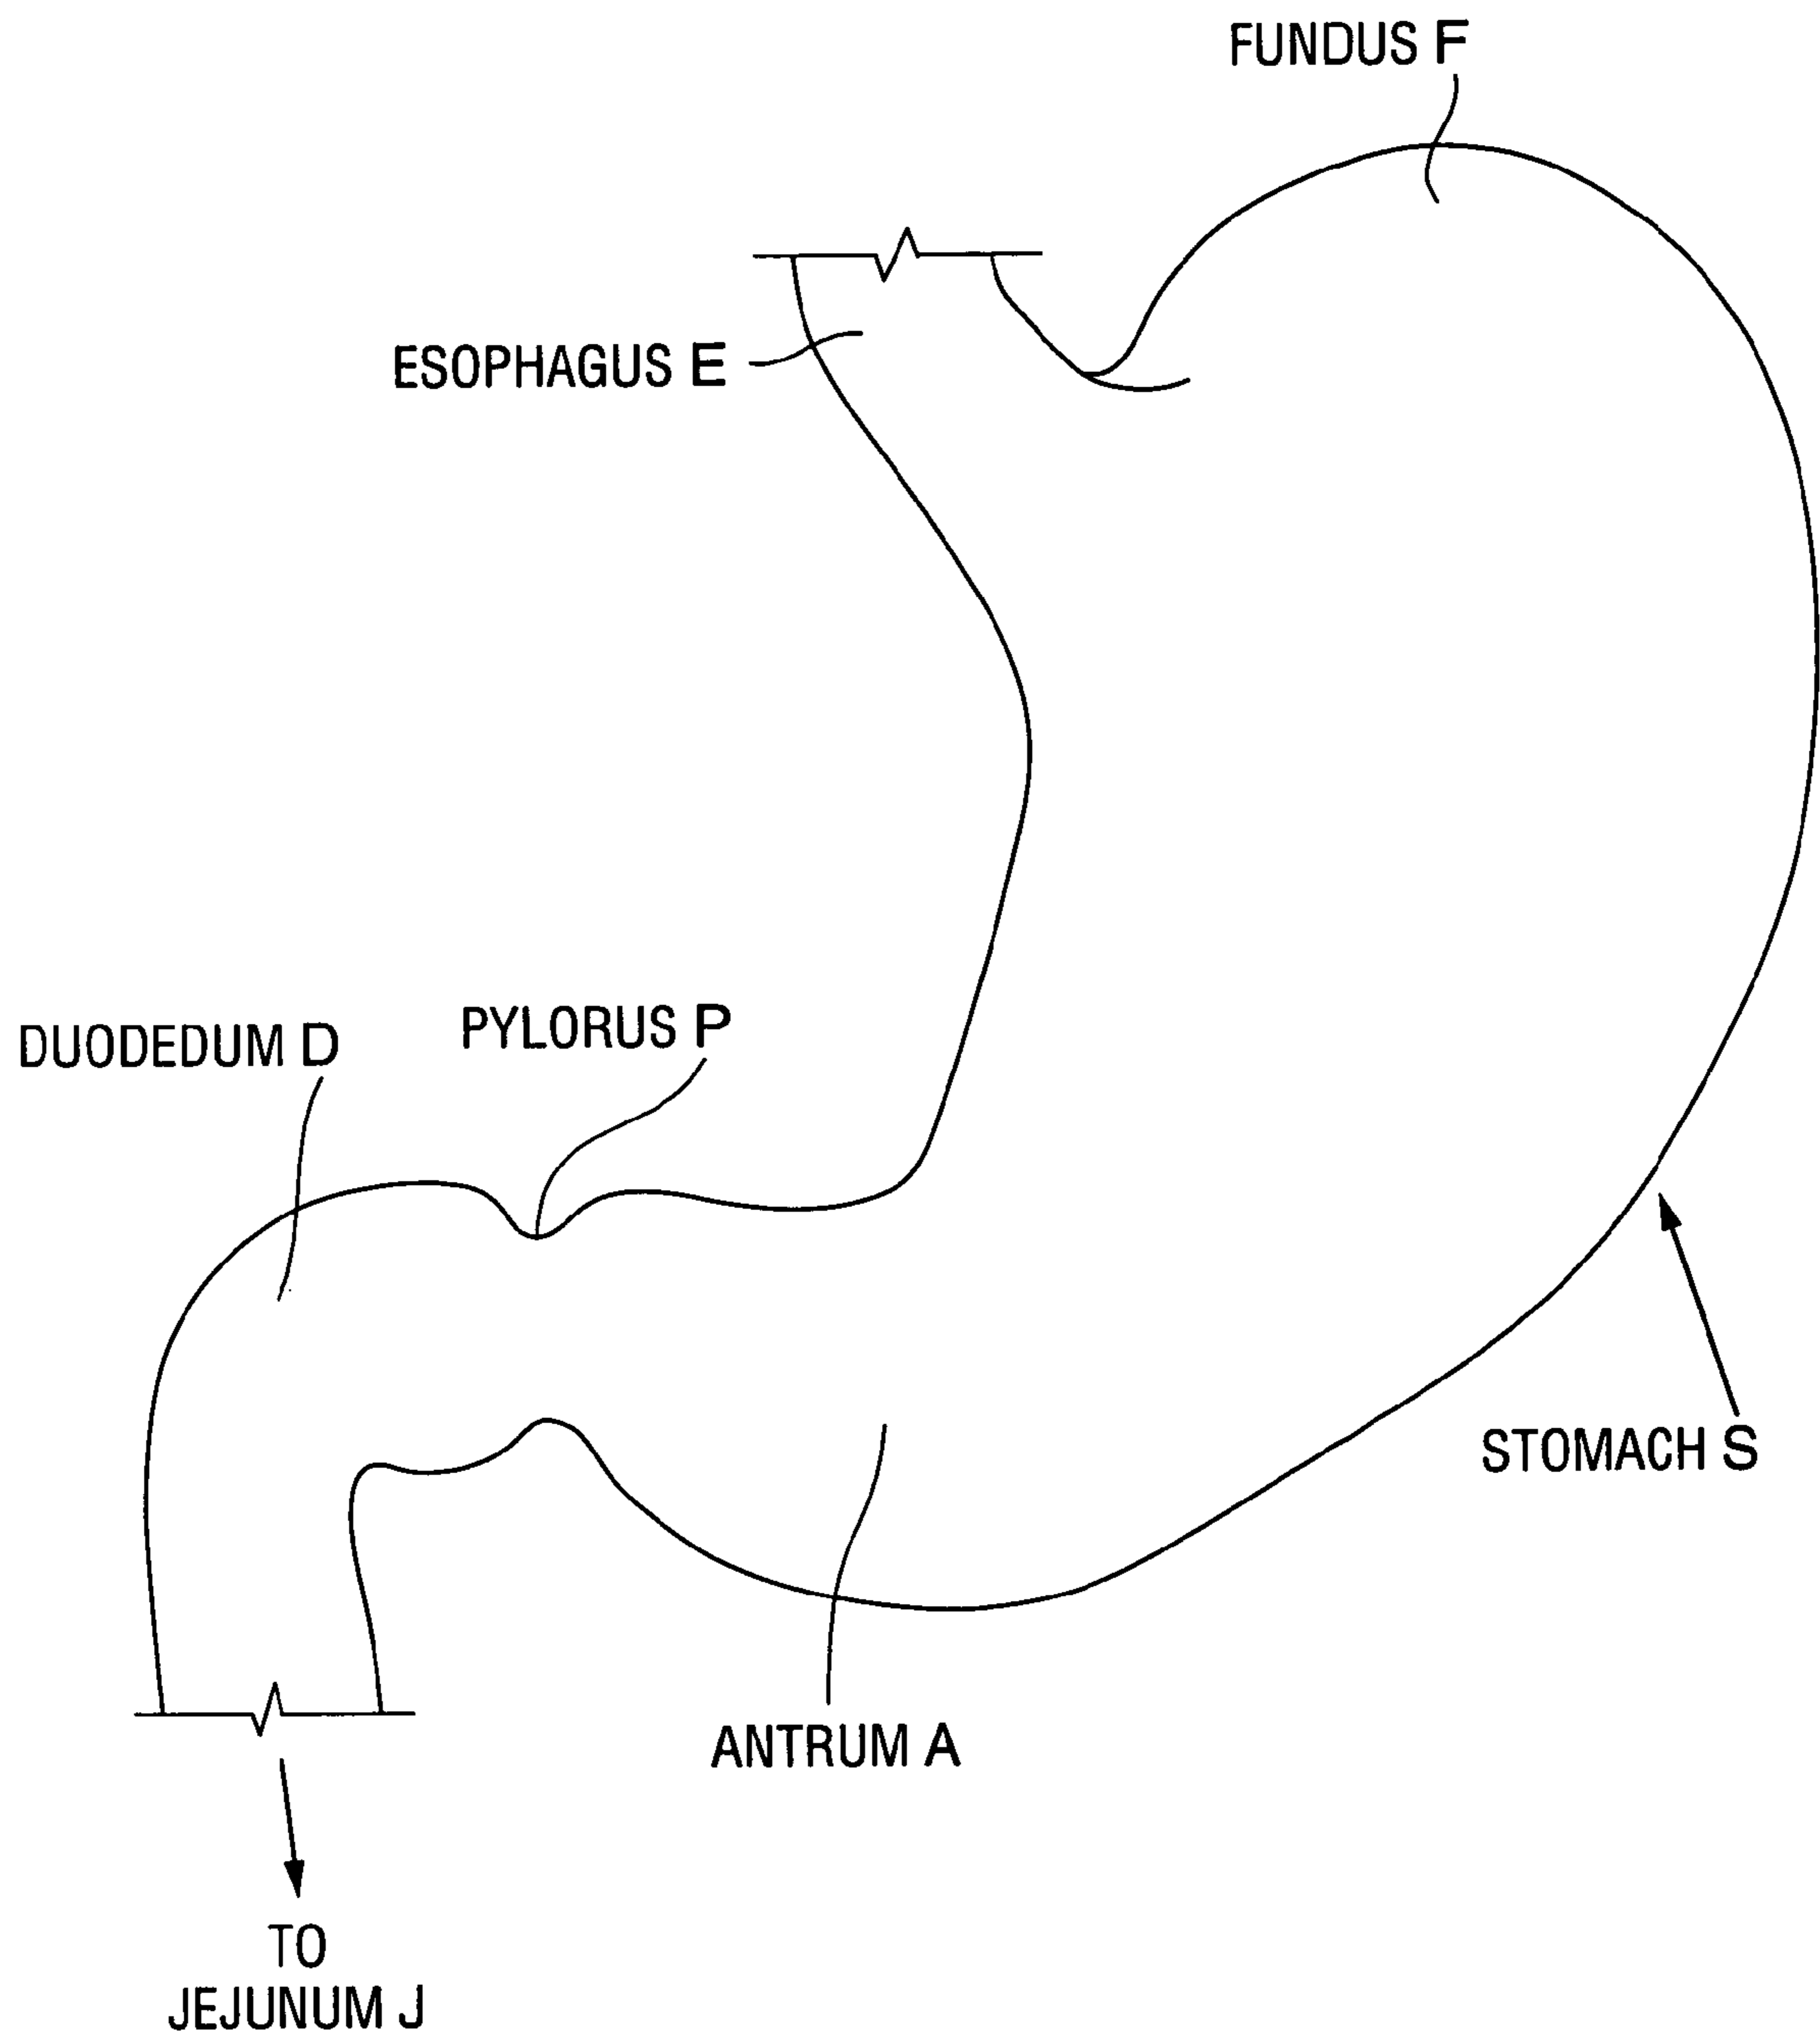 FUNDUS F
ESOPHAGUS E
DUODEDUM D
PYLORUS P
STOMACH S
ANTRUM A
TO
JEJUNUM J